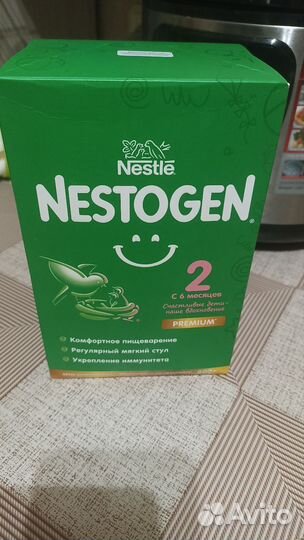 Nestlé
NESTOGEN®
2
С 6 месяцев
Счастливые дети-
наше вдохновение
PREMIUM
• Комфортное пищеварение
• Регулярный мягкий стул
• Укрепление иммунитета
Avito